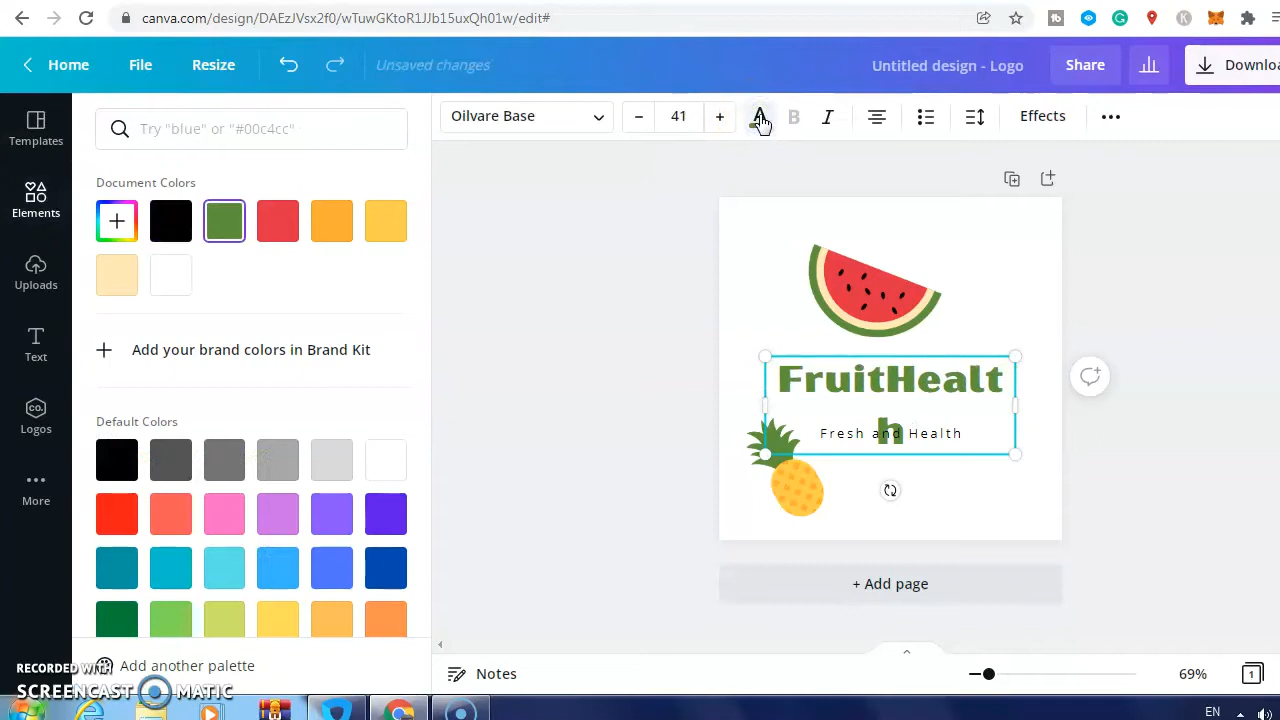 canva.com/design/DAEzJVsx2f0/wTuwGKtoR1JJb15uxQh01w/edit#
Home File Resize Unsaved changes Untitled design - Logo Share Downloa
Templates
Elements
Uploads
Text
CO.
Logos
More
Try "blue" or "#00c4cc"
Document Colors
Add your brand colors in Brand Kit
Default Colors
Add another palette
Oilvare Base 41 A B I Effects
FruitHealt
h
Fresh and Health
+ Add page
Notes 69% 1
RECORDED WITH
SCREENCAST MATIC
EN